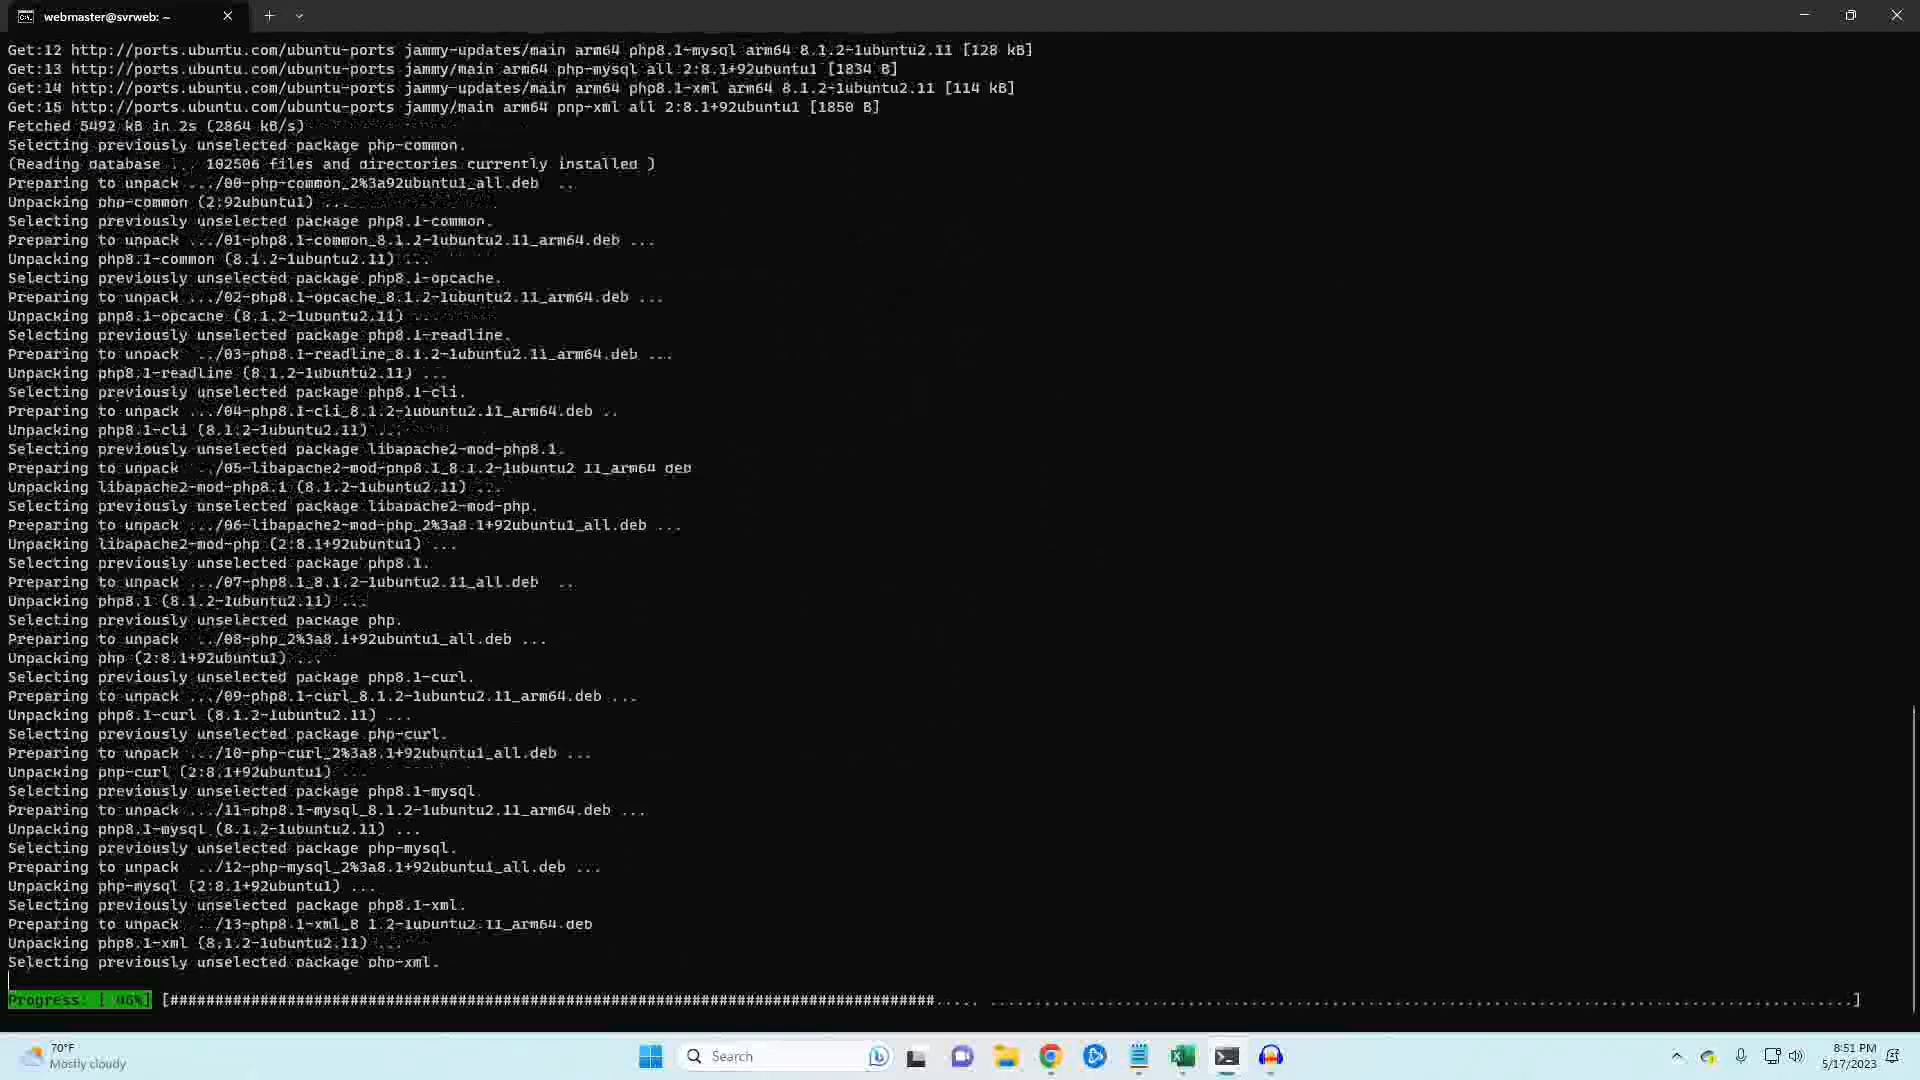 webmaster@svrweb: ~
Get:12 http://ports.ubuntu.com/ubuntu-ports jammy-updates/main arm64 php8.1-mysql arm64 8.1.2-1ubuntu2.11 [128 kB]
Get:13 http://ports.ubuntu.com/ubuntu-ports jammy/main arm64 php-mysql all 2:8.1+92ubuntu1 [1834 B]
Get:14 http://ports.ubuntu.com/ubuntu-ports jammy-updates/main arm64 php8.1-xml arm64 8.1.2-1ubuntu2.11 [114 kB]
Get:15 http://ports.ubuntu.com/ubuntu-ports jammy/main arm64 php-xml all 2:8.1+92ubuntu1 [1850 B]
Fetched 5492 kB in 2s (2864 kB/s)
Selecting previously unselected package php-common.
(Reading database ... 102506 files and directories currently installed )
Preparing to unpack .../00-php-common_2%3a92ubuntu1_all.deb ..
Unpacking php-common (2:92ubuntu1) ...
Selecting previously unselected package php8.1-common.
Preparing to unpack .../01-php8.1-common_8.1.2-1ubuntu2.11_arm64.deb ...
Unpacking php8.1-common (8.1.2-1ubuntu2.11) ...
Selecting previously unselected package php8.1-opcache.
Preparing to unpack .../02-php8.1-opcache_8.1.2-1ubuntu2.11_arm64.deb ...
Unpacking php8.1-opcache (8.1.2-1ubuntu2.11) ...
Selecting previously unselected package php8.1-readline.
Preparing to unpack ../03-php8.1-readline_8.1.2-1ubuntu2.11_arm64.deb ...
Unpacking php8.1-readline (8.1.2-1ubuntu2.11) ...
Selecting previously unselected package php8.1-cli.
Preparing to unpack .../04-php8.1-cli_8.1.2-1ubuntu2.11_arm64.deb ..
Unpacking php8.1-cli (8.1.2-1ubuntu2.11) ...
Selecting previously unselected package libapache2-mod-php8.1.
Preparing to unpack ../05-libapache2-mod-php8.1_8.1.2-1ubuntu2 11_arm64 deb
Unpacking libapache2-mod-php8.1 (8.1.2-1ubuntu2.11) ...
Selecting previously unselected package libapache2-mod-php.
Preparing to unpack .../06-libapache2-mod-php_2%3a8.1+92ubuntu1_all.deb ...
Unpacking libapache2-mod-php (2:8.1+92ubuntu1) ...
Selecting previously unselected package php8.1.
Preparing to unpack .../07-php8.1_8.1.2-1ubuntu2.11_all.deb ..
Unpacking php8.1 (8.1.2-1ubuntu2.11) ...
Selecting previously unselected package php.
Preparing to unpack ../08-php_2%3a8.1+92ubuntu1_all.deb ...
Unpacking php (2:8.1+92ubuntu1) ...
Selecting previously unselected package php8.1-curl.
Preparing to unpack .../09-php8.1-curl_8.1.2-1ubuntu2.11_arm64.deb ...
Unpacking php8.1-curl (8.1.2-1ubuntu2.11) ...
Selecting previously unselected package php-curl.
Preparing to unpack .../10-php-curl_2%3a8.1+92ubuntu1_all.deb ...
Unpacking php-curl (2:8.1+92ubuntu1) ...
Selecting previously unselected package php8.1-mysql
Preparing to unpack .../11-php8.1-mysql_8.1.2-1ubuntu2.11_arm64.deb ...
Unpacking php8.1-mysql (8.1.2-1ubuntu2.11) ...
Selecting previously unselected package php-mysql.
Preparing to unpack ../12-php-mysql_2%3a8.1+92ubuntu1_all.deb ...
Unpacking php-mysql (2:8.1+92ubuntu1) ...
Selecting previously unselected package php8.1-xml.
Preparing to unpack .../13-php8.1-xml_8 1.2-1ubuntu2.11_arm64.deb
Unpacking php8.1-xml (8.1.2-1ubuntu2.11) ...
Selecting previously unselected package php-xml.
Progress: [ 46%] [#####################################################################################..... ................................................................................................]
70°F
Mostly cloudy
Search
8:51 PM
5/17/2023